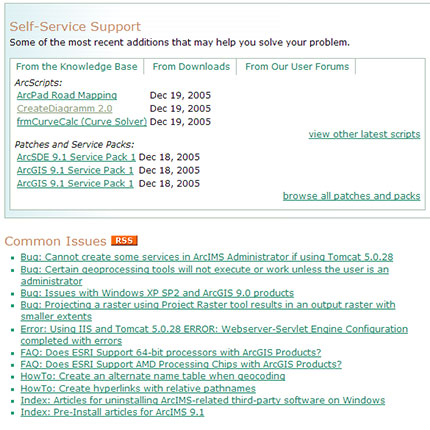 Self-Service Support
Some of the most recent additions that may help you solve your problem.
From the Knowledge Base From Downloads From Our User Forums
ArcScripts:
ArcPad Road Mapping Dec 19, 2005
CreateDiagramm 2.0 Dec 19, 2005
frmCurveCalc (Curve Solver) Dec 19, 2005
view other latest scripts
Patches and Service Packs:
ArcSDE 9.1 Service Pack 1 Dec 18, 2005
ArcGIS 9.1 Service Pack 1 Dec 18, 2005
ArcGIS 9.1 Service Pack 1 Dec 18, 2005
browse all patches and packs
Common Issues RSS
Bug: Cannot create some services in ArcIMS Administrator if using Tomcat 5.0.28
Bug: Certain geoprocessing tools will not execute or work unless the user is an
administrator
Bug: Issues with Windows XP SP2 and ArcGIS 9.0 products
Bug: Projecting a raster using Project Raster tool results in an output raster with
smaller extents
Error: Using IIS and Tomcat 5.0.28 ERROR: Webserver-Servlet Engine Configuration
completed with errors
FAQ: Does ESRI Support 64-bit processors with ArcGIS Products?
FAQ: Does ESRI Support AMD Processing Chips with ArcGIS Products?
HowTo: Create an alternate name table when geocoding
HowTo: Create hyperlinks with relative pathnames
Index: Articles for uninstalling ArcIMS-related third-party software on Windows
Index: Pre-Install articles for ArcIMS 9.1